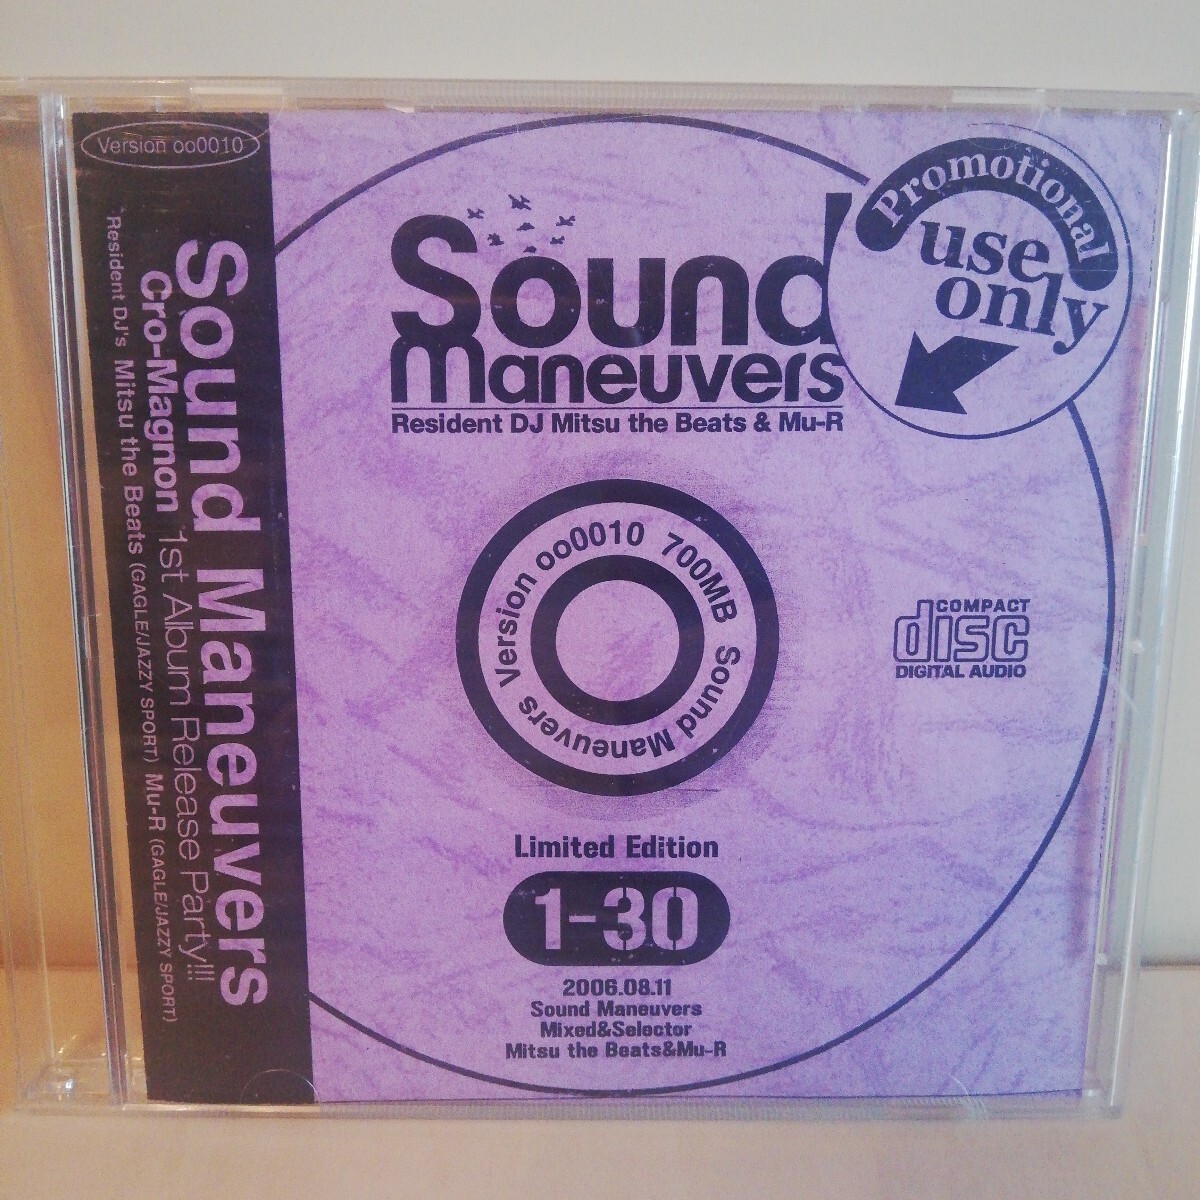 Version oo0010
Sound Maneuvers
Cro-Magnon 1st Album Release Party!!!
Resident DJ's Mitsu the Beats (GAGLE/JAZZY SPORT) Mu-R (GAGLE/JAZZY SPORT)
Sound
Maneuvers
Resident DJ Mitsu the Beats & Mu-R
Promotional
use
only
Version oo0010 700MB Sound Maneuvers
COMPACT
disc
DIGITAL AUDIO
Limited Edition
1-30
2006.08.11
Sound Maneuvers
Mixed&Selector
Mitsu the Beats&Mu-R